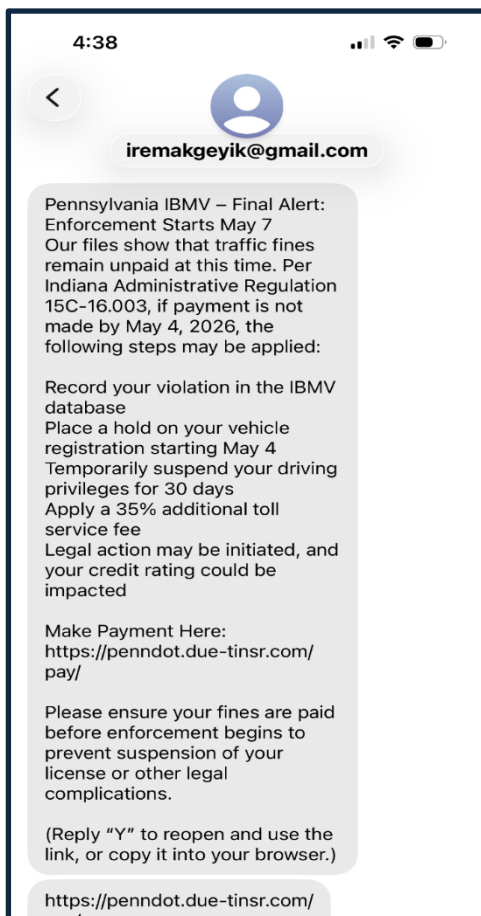 4:38
iremakgeyik@gmail.com
Pennsylvania IBMV – Final Alert:
Enforcement Starts May 7
Our files show that traffic fines
remain unpaid at this time. Per
Indiana Administrative Regulation
15C-16.003, if payment is not
made by May 4, 2026, the
following steps may be applied:
Record your violation in the IBMV
database
Place a hold on your vehicle
registration starting May 4
Temporarily suspend your driving
privileges for 30 days
Apply a 35% additional toll
service fee
Legal action may be initiated, and
your credit rating could be
impacted
Make Payment Here:
https://penndot.due-tinsr.com/
pay/
Please ensure your fines are paid
before enforcement begins to
prevent suspension of your
license or other legal
complications.
(Reply “Y” to reopen and use the
link, or copy it into your browser.)
https://penndot.due-tinsr.com/